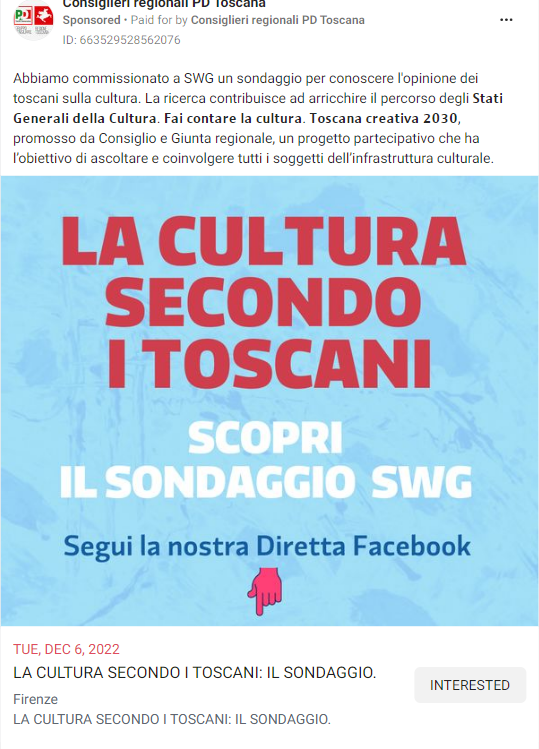 Consiglieri regionali PD Toscana
Sponsored • Paid for by Consiglieri regionali PD Toscana
ID: 663529528562076
PD
Abbiamo commissionato a SWG un sondaggio per conoscere l'opinione dei
toscani sulla cultura. La ricerca contribuisce ad arricchire il percorso degli Stati
Generali della Cultura. Fai contare la cultura. Toscana creativa 2030,
promosso da Consiglio e Giunta regionale, un progetto partecipativo che ha
l'obiettivo di ascoltare e coinvolgere tutti i soggetti dell'infrastruttura culturale.
LA CULTURA
SECONDO
I TOSCANI
SCOPRI
IL SONDAGGIO SWG
Segui la nostra Diretta Facebook
TUE, DEC 6, 2022
LA CULTURA SECONDO I TOSCANI: IL SONDAGGIO.
INTERESTED
Firenze
LA CULTURA SECONDO I TOSCANI: IL SONDAGGIO.